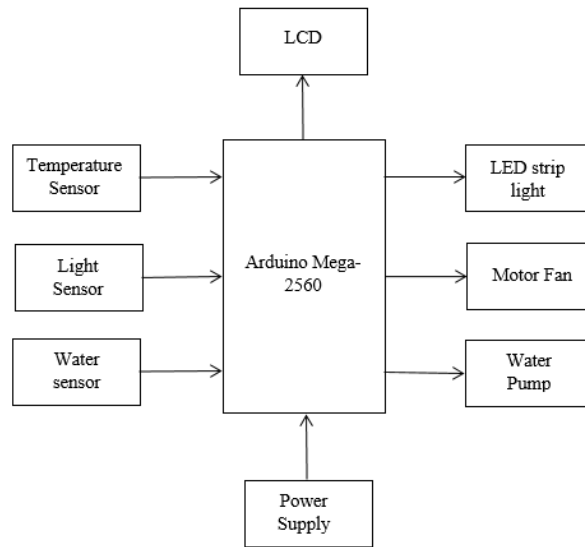 LCD
Temperature
Sensor
LED strip
light
Light
Sensor
Arduino Mega-
2560
Motor Fan
Water
sensor
Water
Pump
Power
Supply